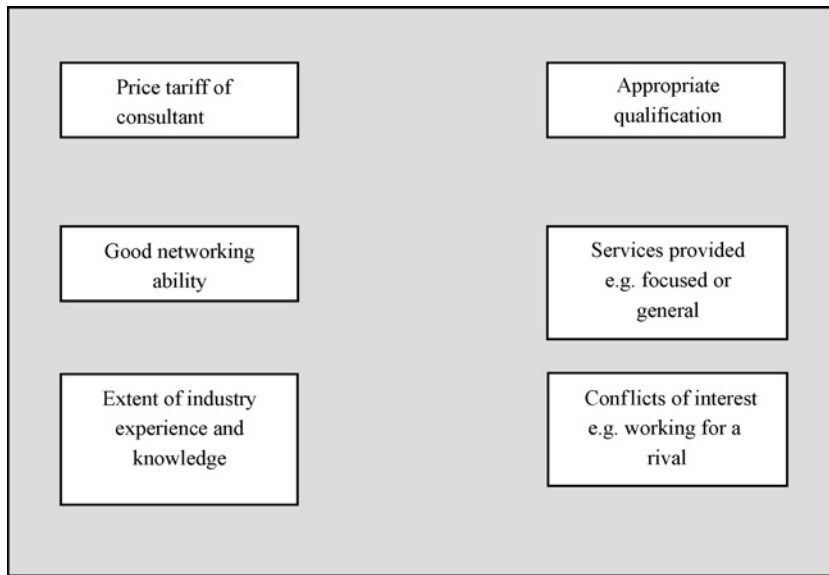 Price tariff of
consultant
Appropriate
qualification
Good networking
ability
Services provided
e.g. focused or
general
Extent of industry
experience and
knowledge
Conflicts of interest
e.g. working for a
rival